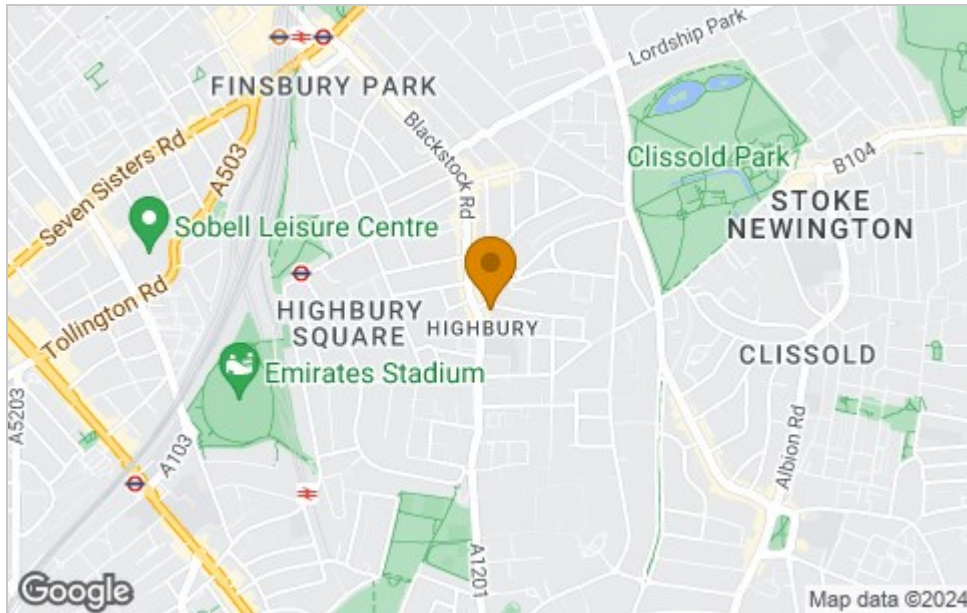 Lordship Park
FINSBURY PARK
Blackstock Rd
Seven Sisters Rd
A503
Clissold Park
B104
STOKE
NEWINGTON
Sobell Leisure Centre
Tollington Rd
HIGHBURY
SQUARE
HIGHBURY
Emirates Stadium
CLISSOLD
A5203
A103
Albion Rd
A1201
Google
Map data ©2024